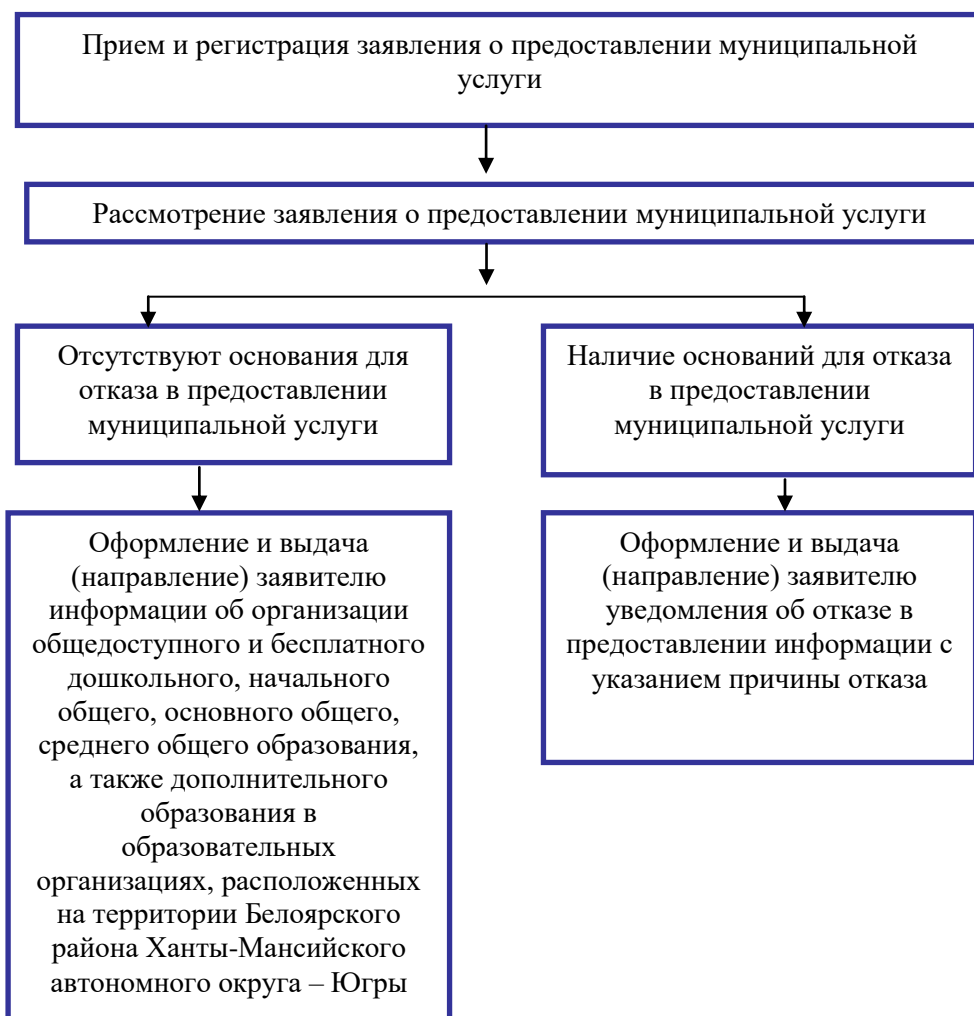 Прием и регистрация заявления о предоставлении муниципальной
услуги
Рассмотрение заявления о предоставлении муниципальной услуги
Отсутствуют основания для
отказа в предоставлении
муниципальной услуги
Наличие оснований для отказа
в предоставлении
муниципальной услуги
Оформление и выдача
(направление) заявителю
информации об организации
общедоступного и бесплатного
дошкольного, начального
общего, основного общего,
среднего общего образования,
а также дополнительного
образования в
образовательных
организациях, расположенных
на территории Белоярского
района Ханты-Мансийского
автономного округа – Югры
Оформление и выдача
(направление) заявителю
уведомления об отказе в
предоставлении информации с
указанием причины отказа